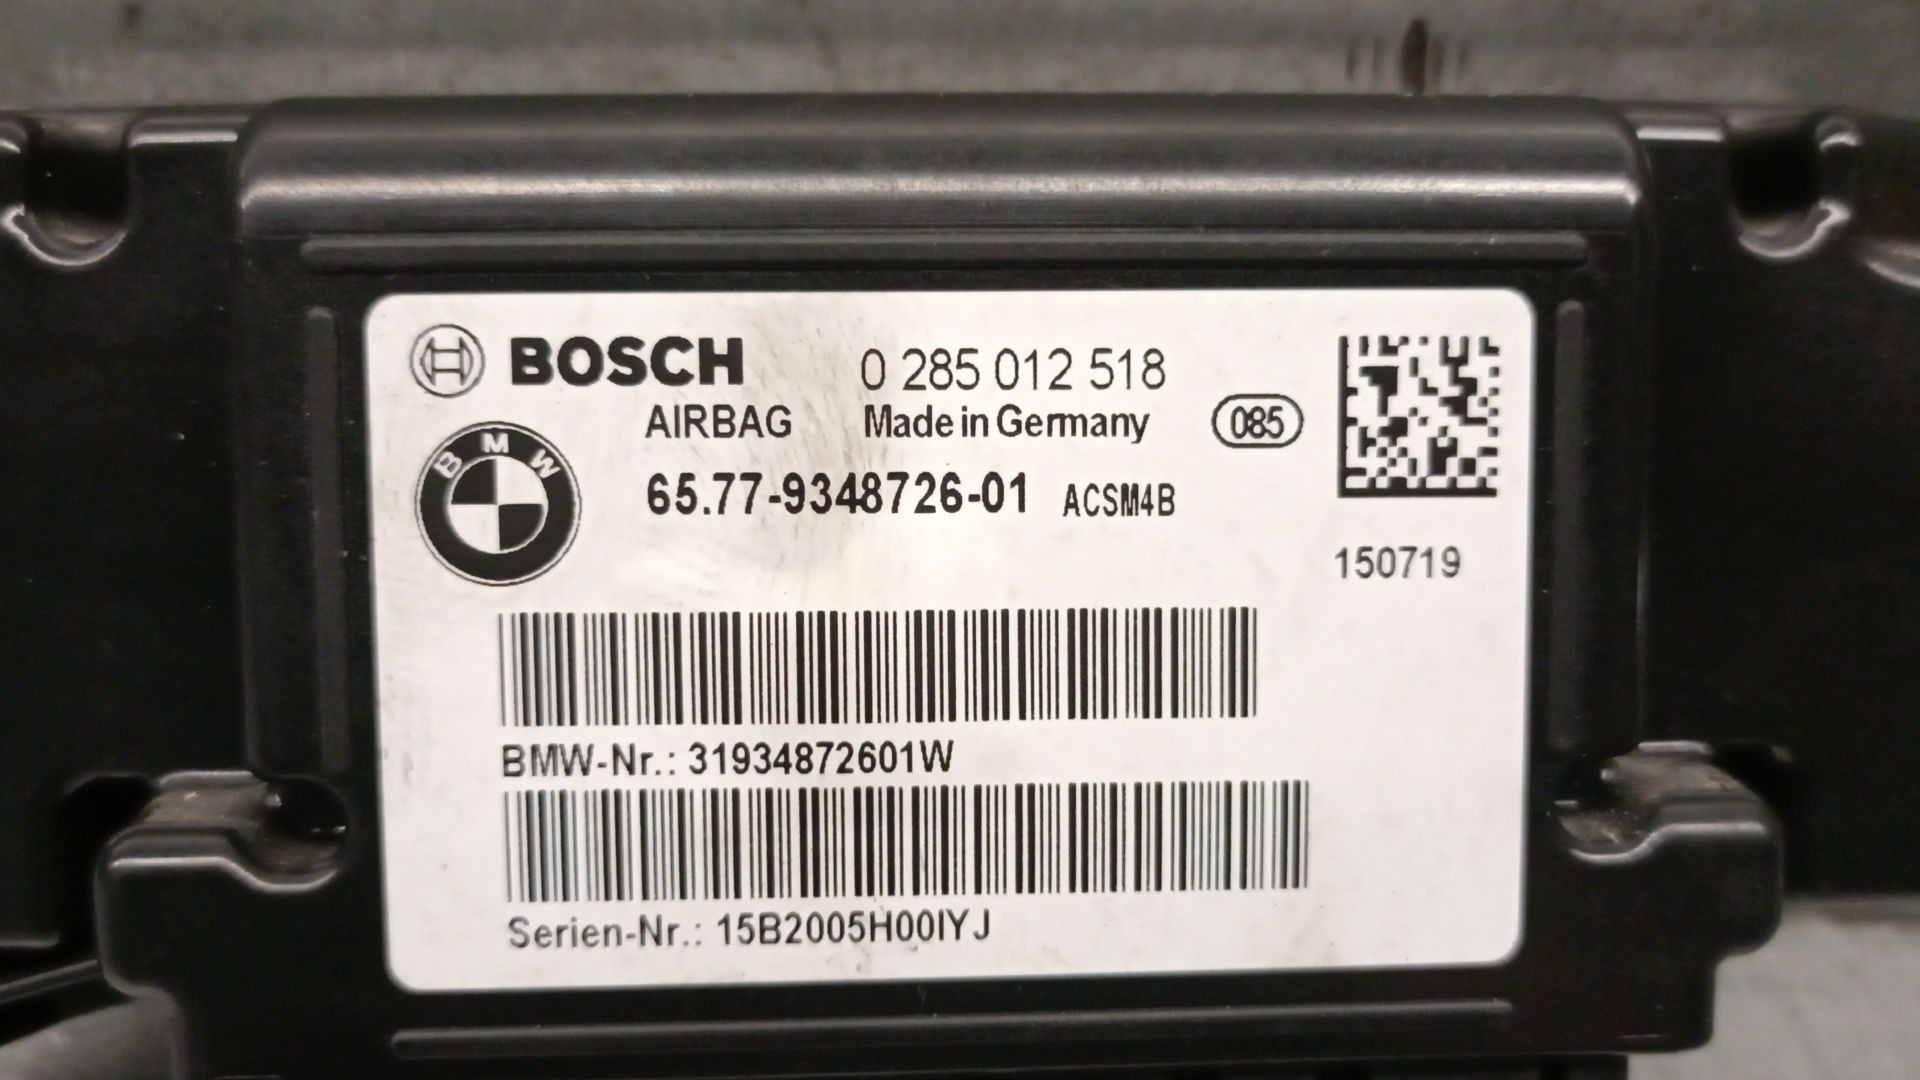 BOSCH 0 285 012 518
AIRBAG Made in Germany 085
BMW 65.77-9348726-01 ACSM4B
150719
BMW-Nr.: 31934872601W
Serien-Nr.: 15B2005H00IYJ